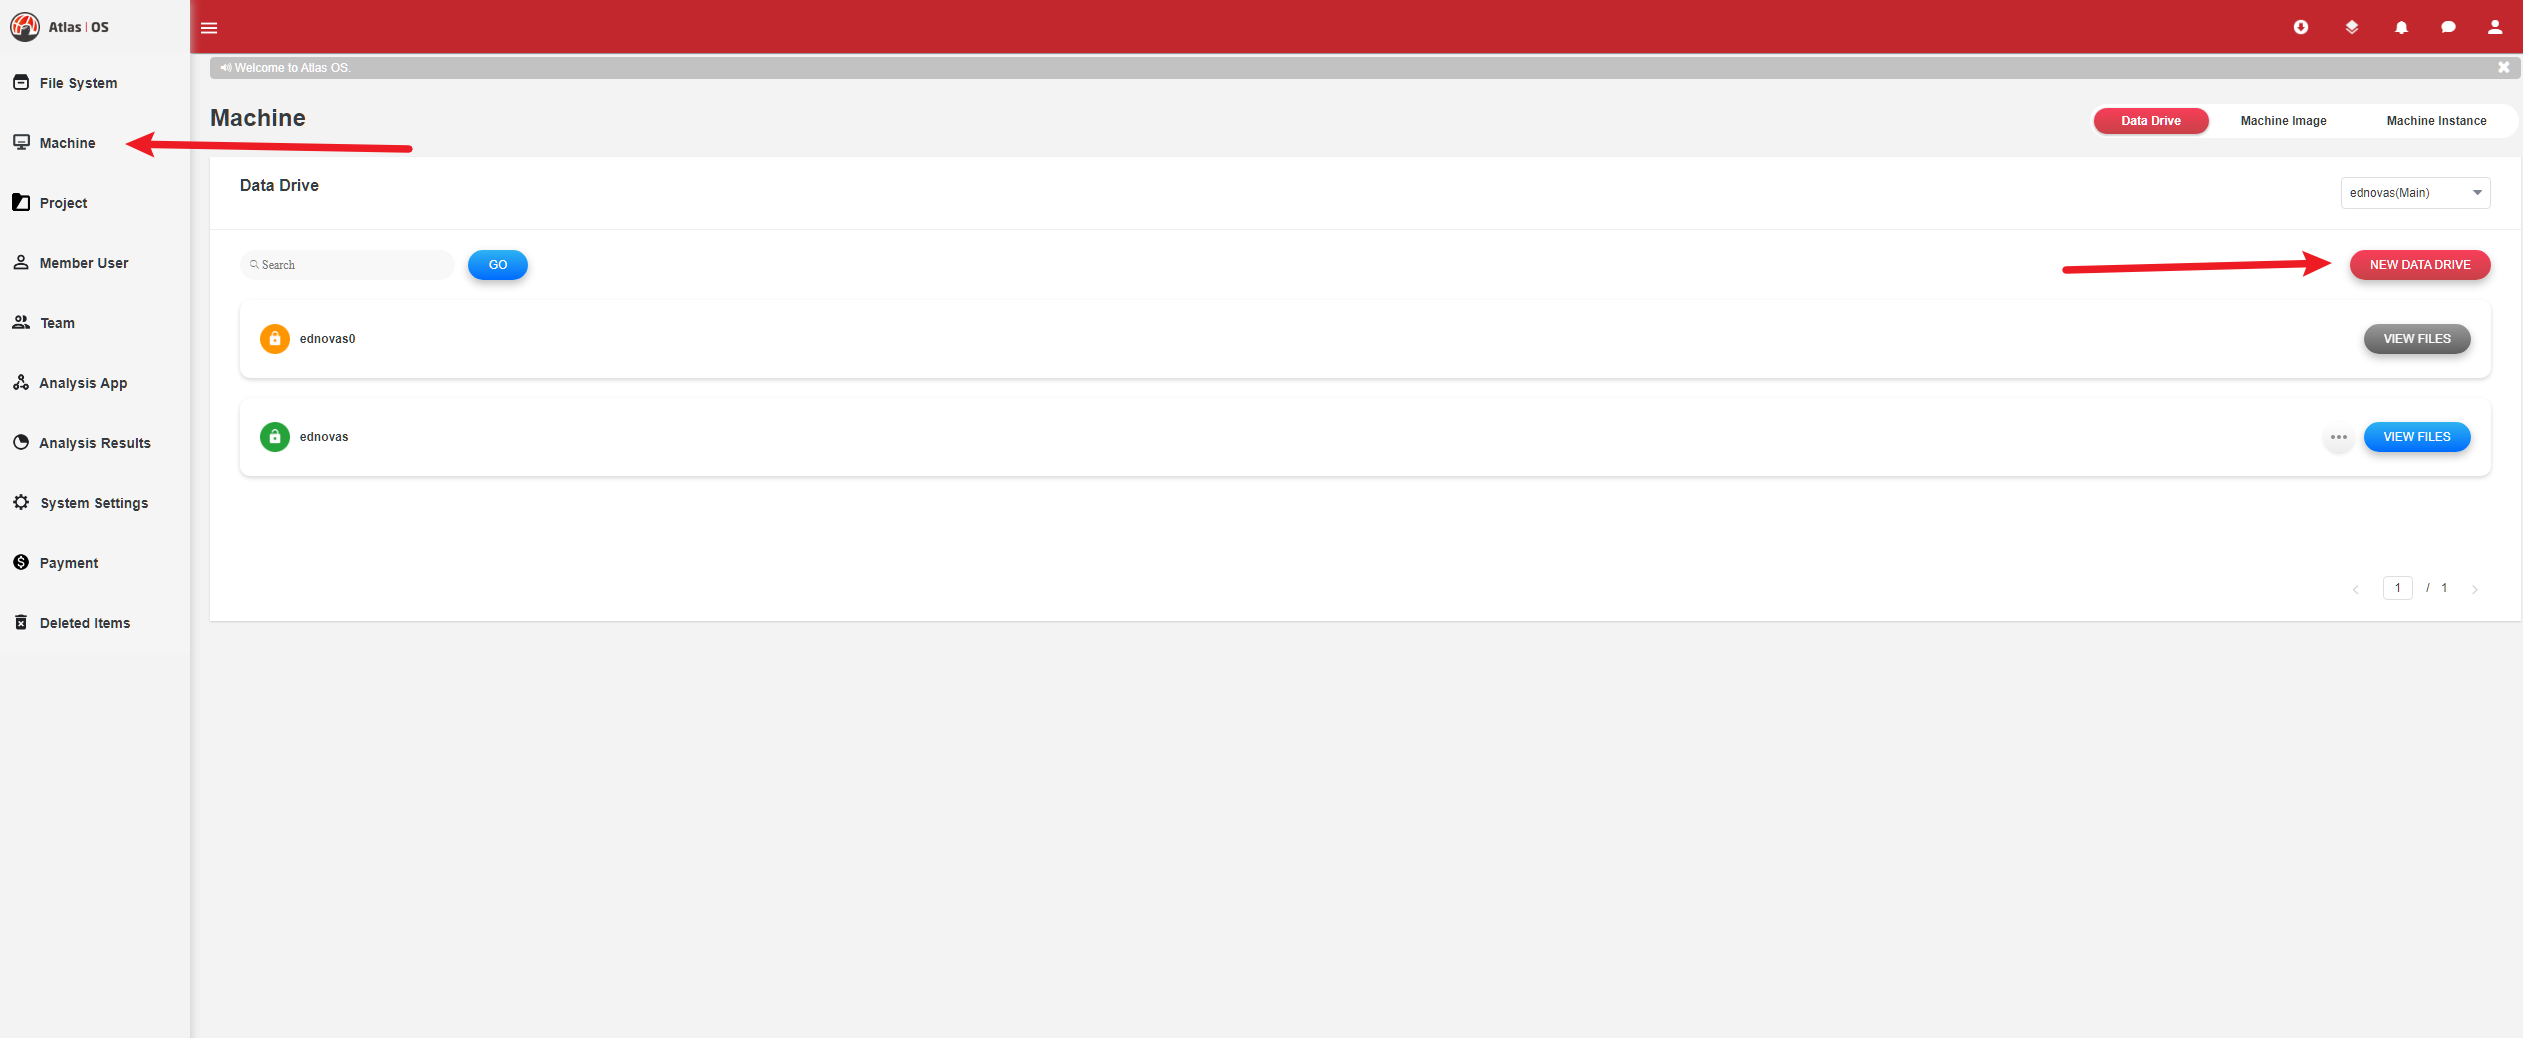 Atlas | OS
Welcome to Atlas OS.
File System
Machine
Project
Member User
Team
Analysis App
Analysis Results
System Settings
Payment
Deleted Items
Machine
Data Drive
Machine Image
Machine Instance
Data Drive
ednovas(Main)
Search
GO
NEW DATA DRIVE
ednovas0
VIEW FILES
ednovas
VIEW FILES
1 / 1